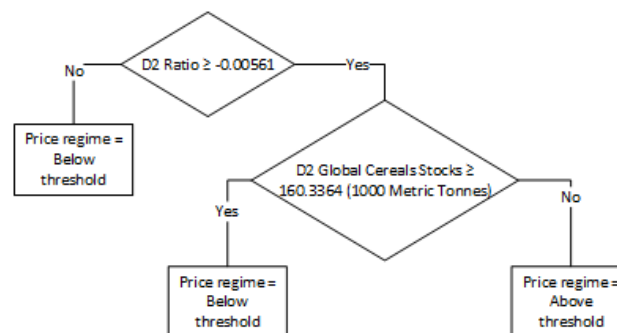 D2 Ratio ≥ -0.00561
No
Yes
Price regime =
Below
threshold
D2 Global Cereals Stocks ≥
160.3364 (1000 Metric Tonnes)
Yes
No
Price regime =
Below
threshold
Price regime =
Above
threshold